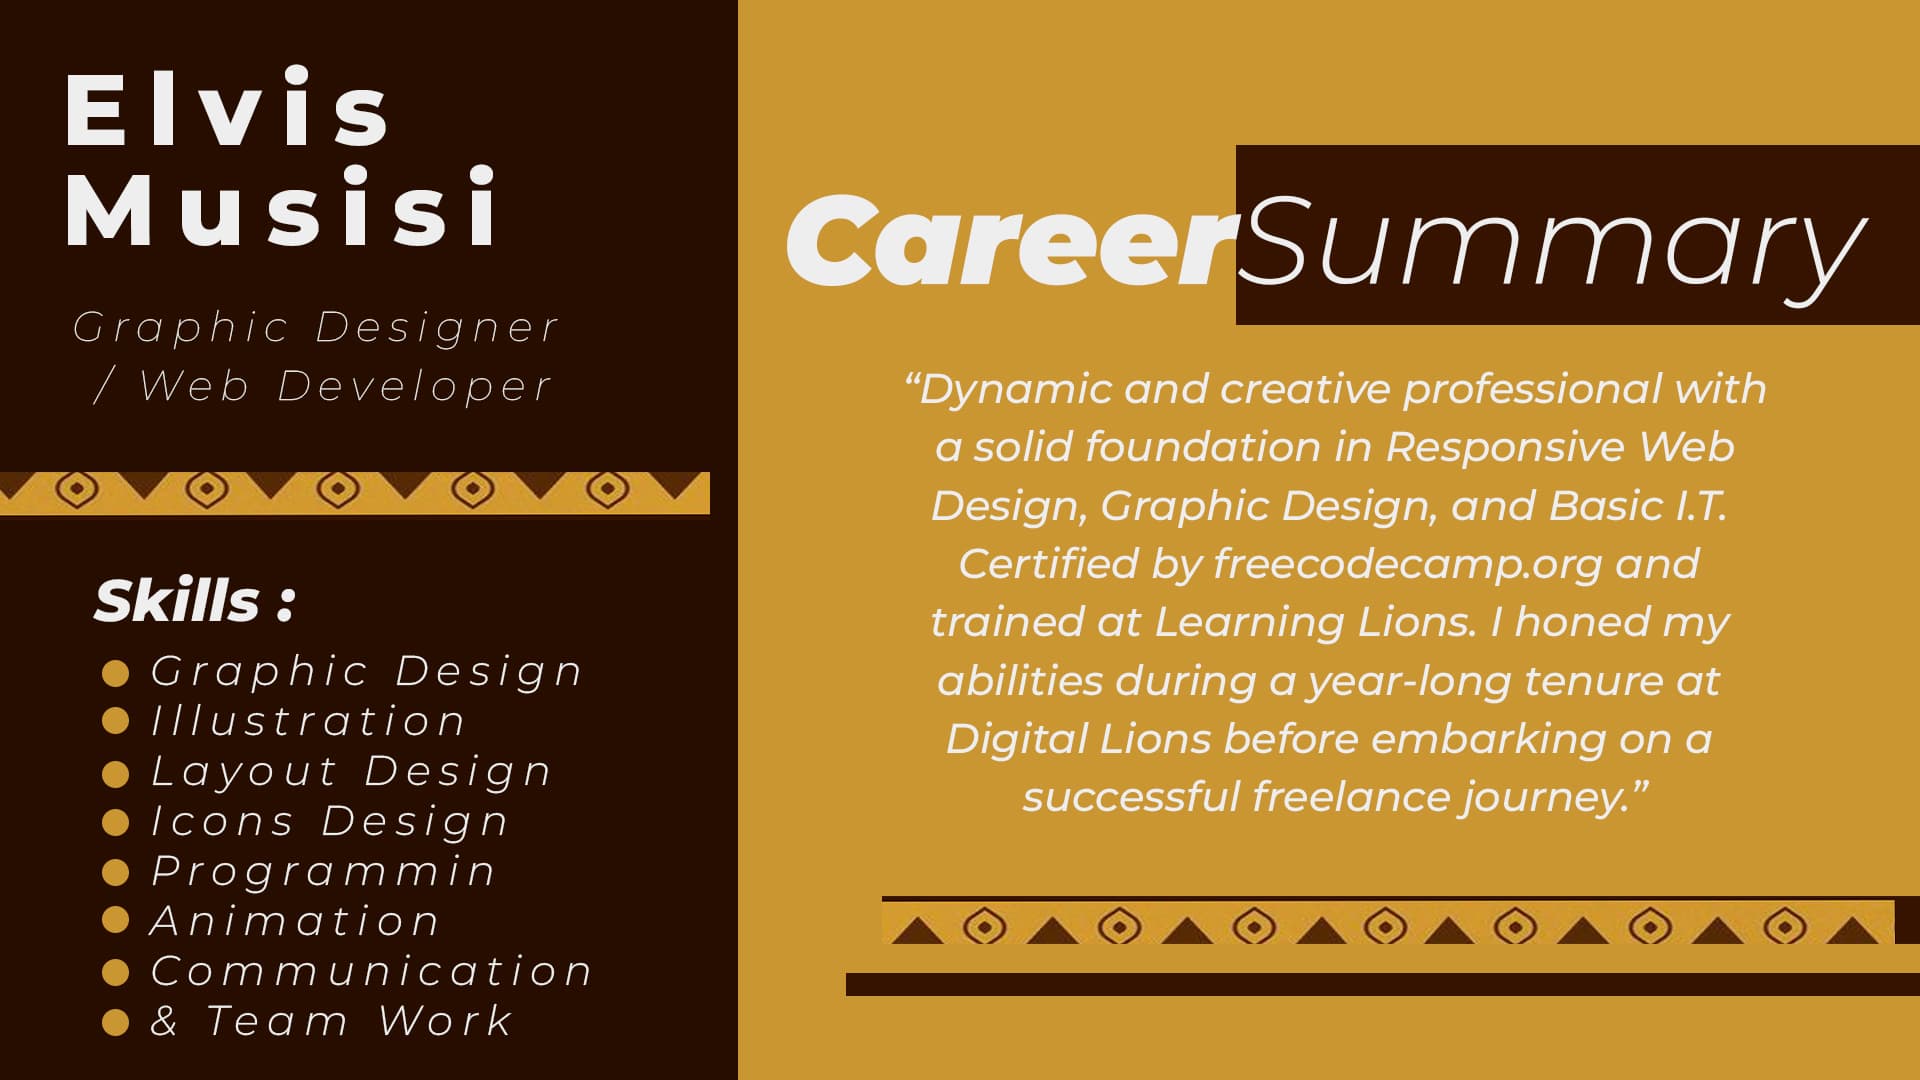 Elvis
Musisi
Graphic Designer
/ Web Developer
Skills :
Graphic Design
Illustration
Layout Design
Icons Design
Programmin
Animation
Communication
& Team Work
CareerSummary
“Dynamic and creative professional with
a solid foundation in Responsive Web
Design, Graphic Design, and Basic I.T.
Certified by freecodecamp.org and
trained at Learning Lions. I honed my
abilities during a year-long tenure at
Digital Lions before embarking on a
successful freelance journey.”